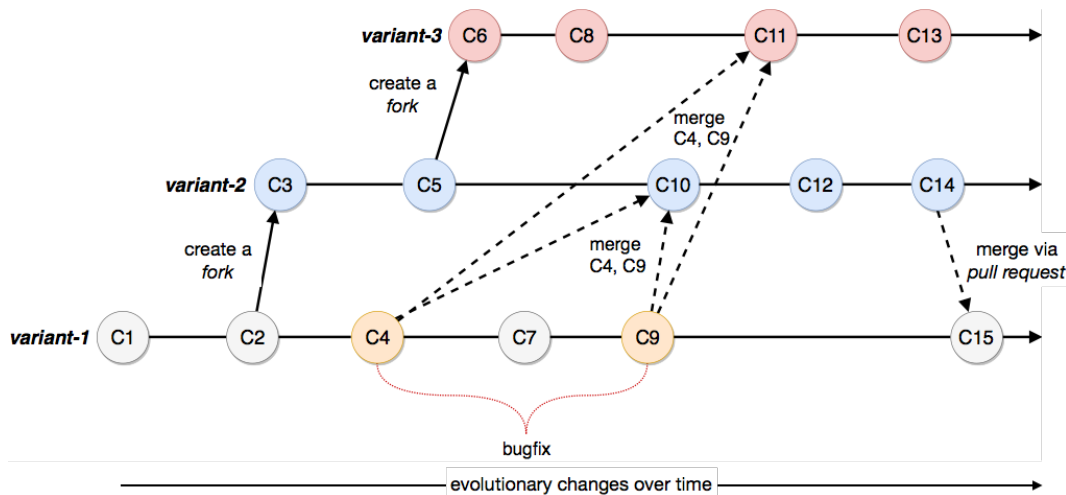 variant-3 C6 C8 C11 C13
create a
fork
merge
C4, C9
variant-2 C3 C5 C10 C12 C14
create a
fork
merge
C4, C9
merge via
pull request
variant-1 C1 C2 C4 C7 C9 C15
bugfix
evolutionary changes over time